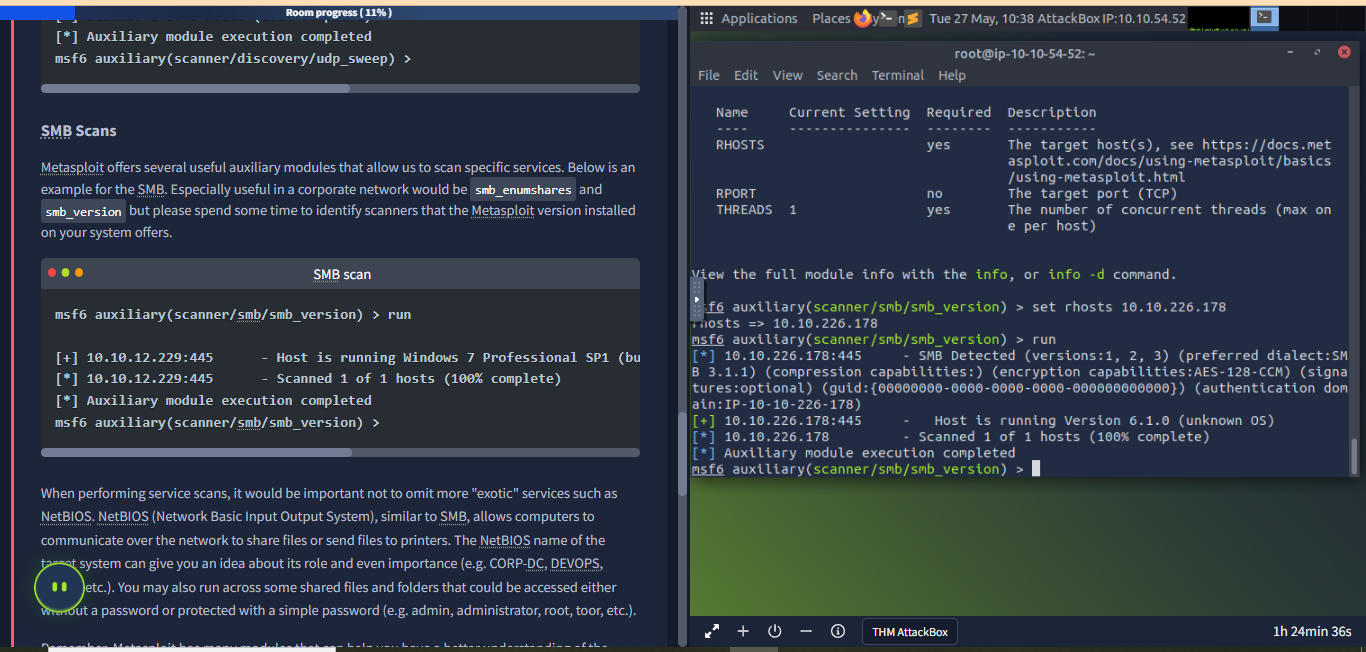 Room progress ( 11% )
[*] Auxiliary module execution completed
msf6 auxiliary(scanner/discovery/udp_sweep) >
SMB Scans
Metasploit offers several useful auxiliary modules that allow us to scan specific services. Below is an
example for the SMB. Especially useful in a corporate network would be smb_enumshares and
smb_version but please spend some time to identify scanners that the Metasploit version installed
on your system offers.
SMB scan
msf6 auxiliary(scanner/smb/smb_version) > run
[+] 10.10.12.229:445      - Host is running Windows 7 Professional SP1 (bu
[*] 10.10.12.229:445      - Scanned 1 of 1 hosts (100% complete)
[*] Auxiliary module execution completed
msf6 auxiliary(scanner/smb/smb_version) >
When performing service scans, it would be important not to omit more "exotic" services such as
NetBIOS. NetBIOS (Network Basic Input Output System), similar to SMB, allows computers to
communicate over the network to share files or send files to printers. The NetBIOS name of the
target system can give you an idea about its role and even importance (e.g. CORP-DC, DEVOPS,
etc.). You may also run across some shared files and folders that could be accessed either
without a password or protected with a simple password (e.g. admin, administrator, root, toor, etc.).
Remember, Metasploit has many modules that can help you have a better understanding of the
Applications Places Tue 27 May, 10:38 AttackBox IP:10.10.54.52
root@ip-10-10-54-52: ~
File Edit View Search Terminal Help
Name     Current Setting  Required  Description
----     ---------------  --------  -----------
RHOSTS                    yes       The target host(s), see https://docs.met
asploit.com/docs/using-metasploit/basics
/using-metasploit.html
RPORT                     no        The target port (TCP)
THREADS  1                yes       The number of concurrent threads (max on
e per host)
View the full module info with the info, or info -d command.
msf6 auxiliary(scanner/smb/smb_version) > set rhosts 10.10.226.178
rhosts => 10.10.226.178
msf6 auxiliary(scanner/smb/smb_version) > run
[*] 10.10.226.178:445     - SMB Detected (versions:1, 2, 3) (preferred dialect:SM
B 3.1.1) (compression capabilities:) (encryption capabilities:AES-128-CCM) (signa
tures:optional) (guid:{00000000-0000-0000-0000-000000000000}) (authentication dom
ain:IP-10-10-226-178)
[+] 10.10.226.178:445     -   Host is running Version 6.1.0 (unknown OS)
[*] 10.10.226.178         - Scanned 1 of 1 hosts (100% complete)
[*] Auxiliary module execution completed
msf6 auxiliary(scanner/smb/smb_version) >
THM AttackBox
1h 24min 36s